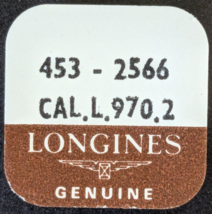 453 - 2566
CAL.L.970.2
LONGINES
GENUINE